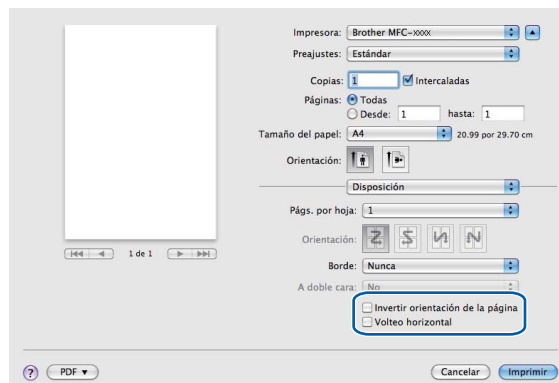 Impresora: Brother MFC-xxxx
Preajustes: Estándar
Copias: 1 Intercaladas
Páginas: Todas
Desde: 1 hasta: 1
Tamaño del papel: A4 20.99 por 29.70 cm
Orientación:
Disposición
Págs. por hoja: 1
Orientación:
1 de 1
Borde: Nunca
A doble cara: No
Invertir orientación de la página
Volteo horizontal
? PDF Cancelar Imprimir